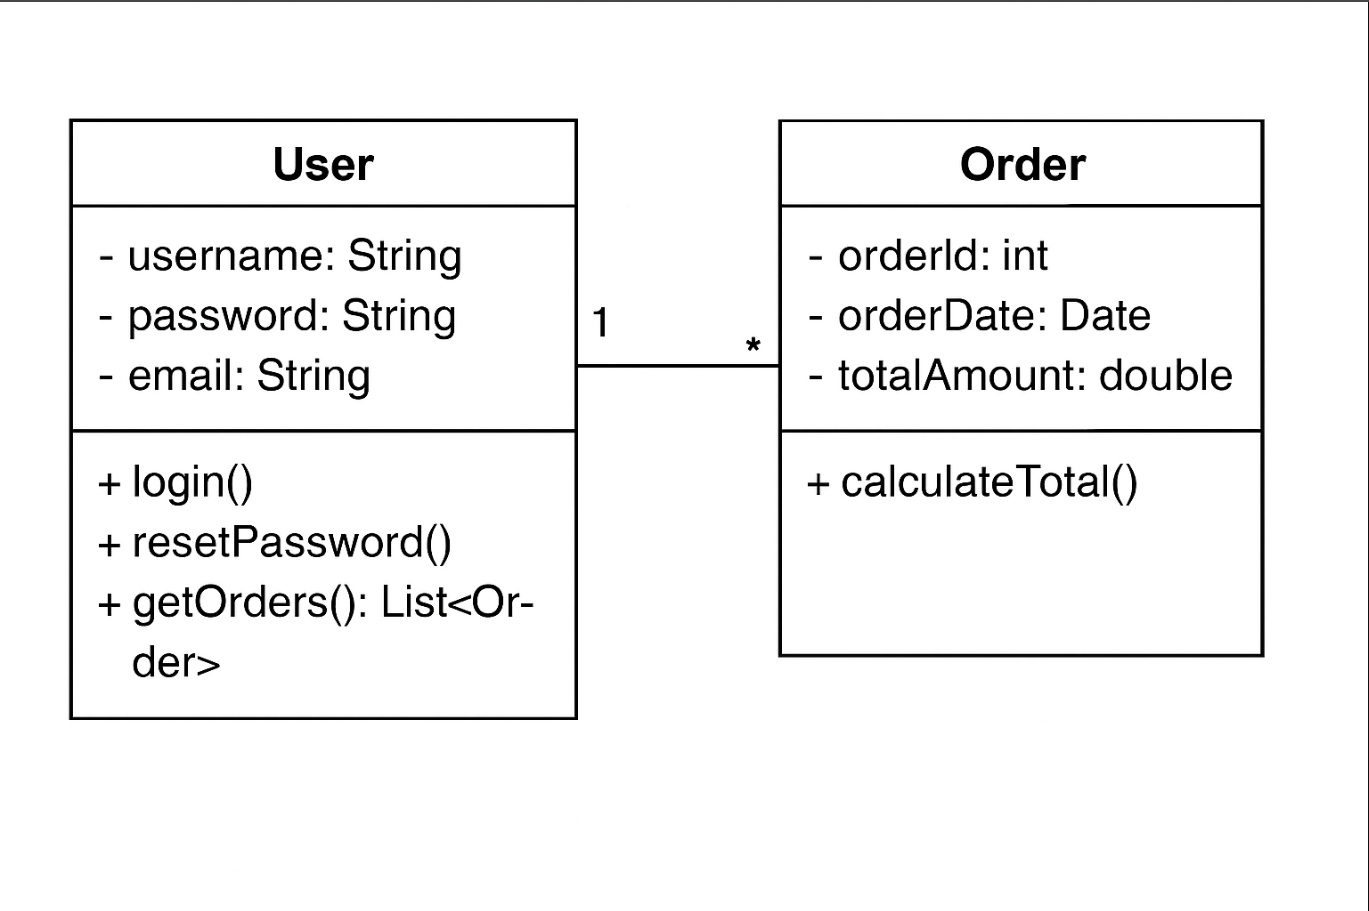 User
- username: String
- password: String
- email: String
+ login()
+ resetPassword()
+ getOrders(): List<Or-
der>
1
*
Order
- orderId: int
- orderDate: Date
- totalAmount: double
+ calculateTotal()